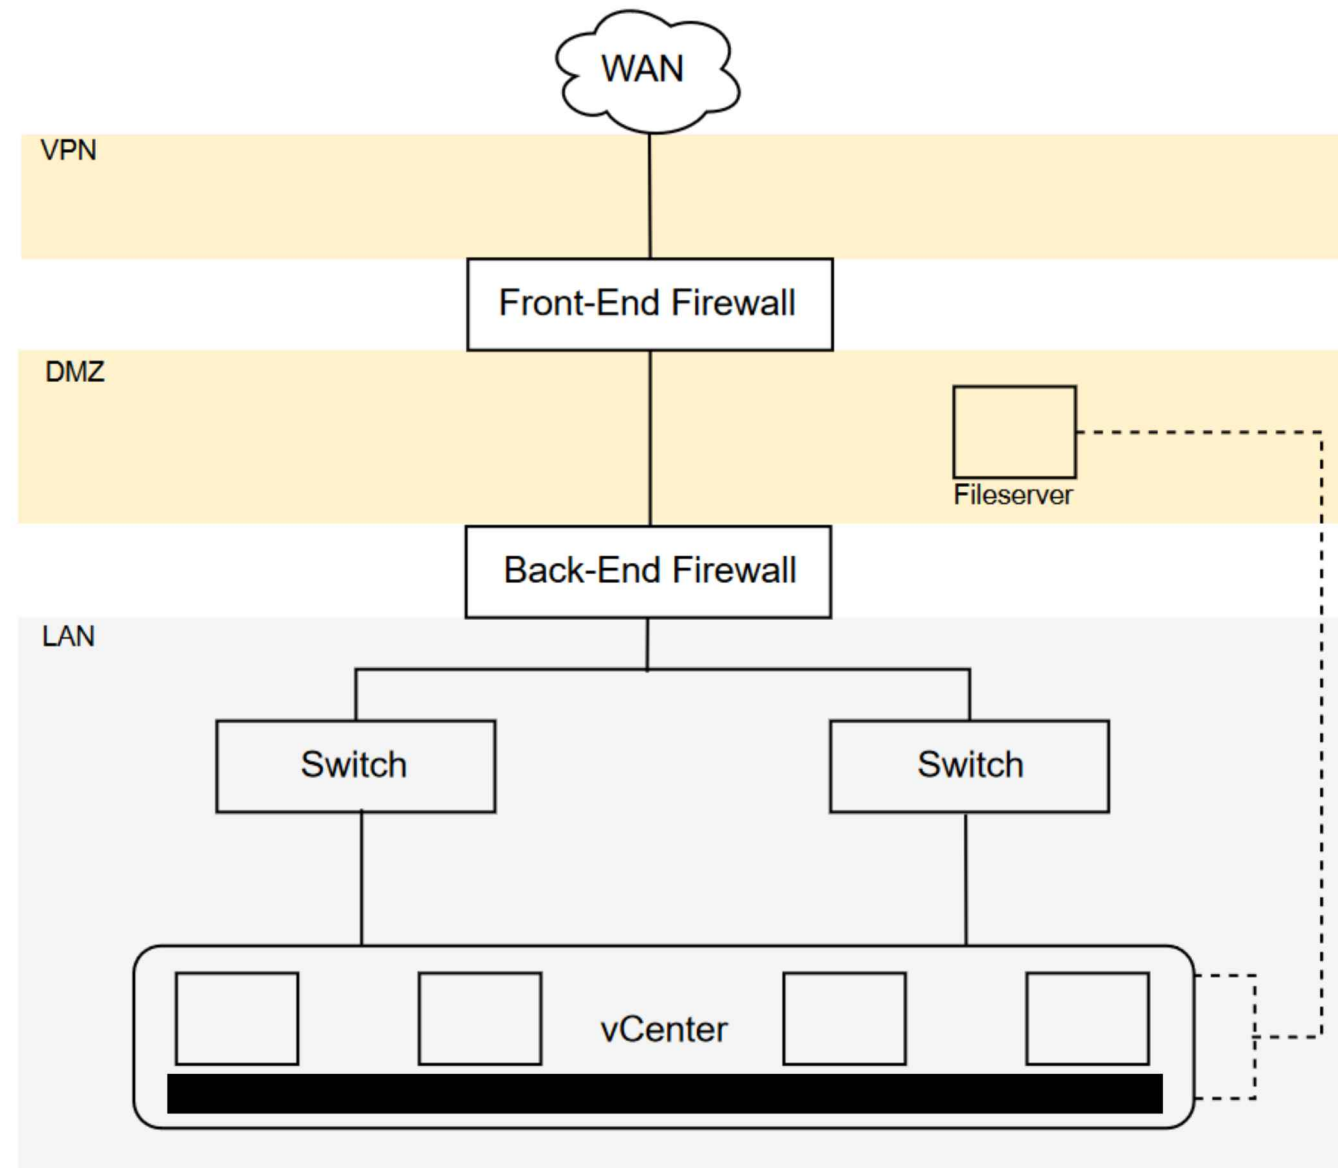 WAN
VPN
Front-End Firewall
DMZ
Fileserver
Back-End Firewall
LAN
Switch
Switch
vCenter